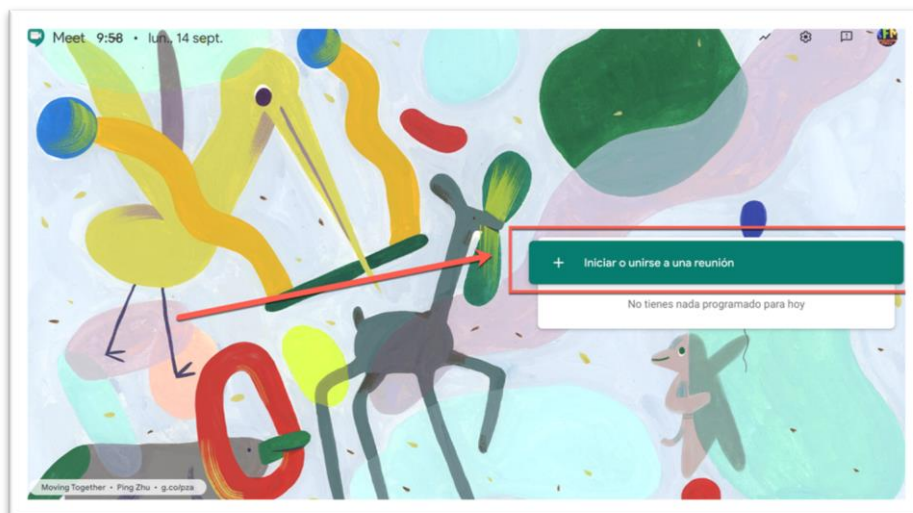 Meet 9:58 • lun., 14 sept.
+ Iniciar o unirse a una reunión
No tienes nada programado para hoy
Moving Together • Ping Zhu • g.co/pza